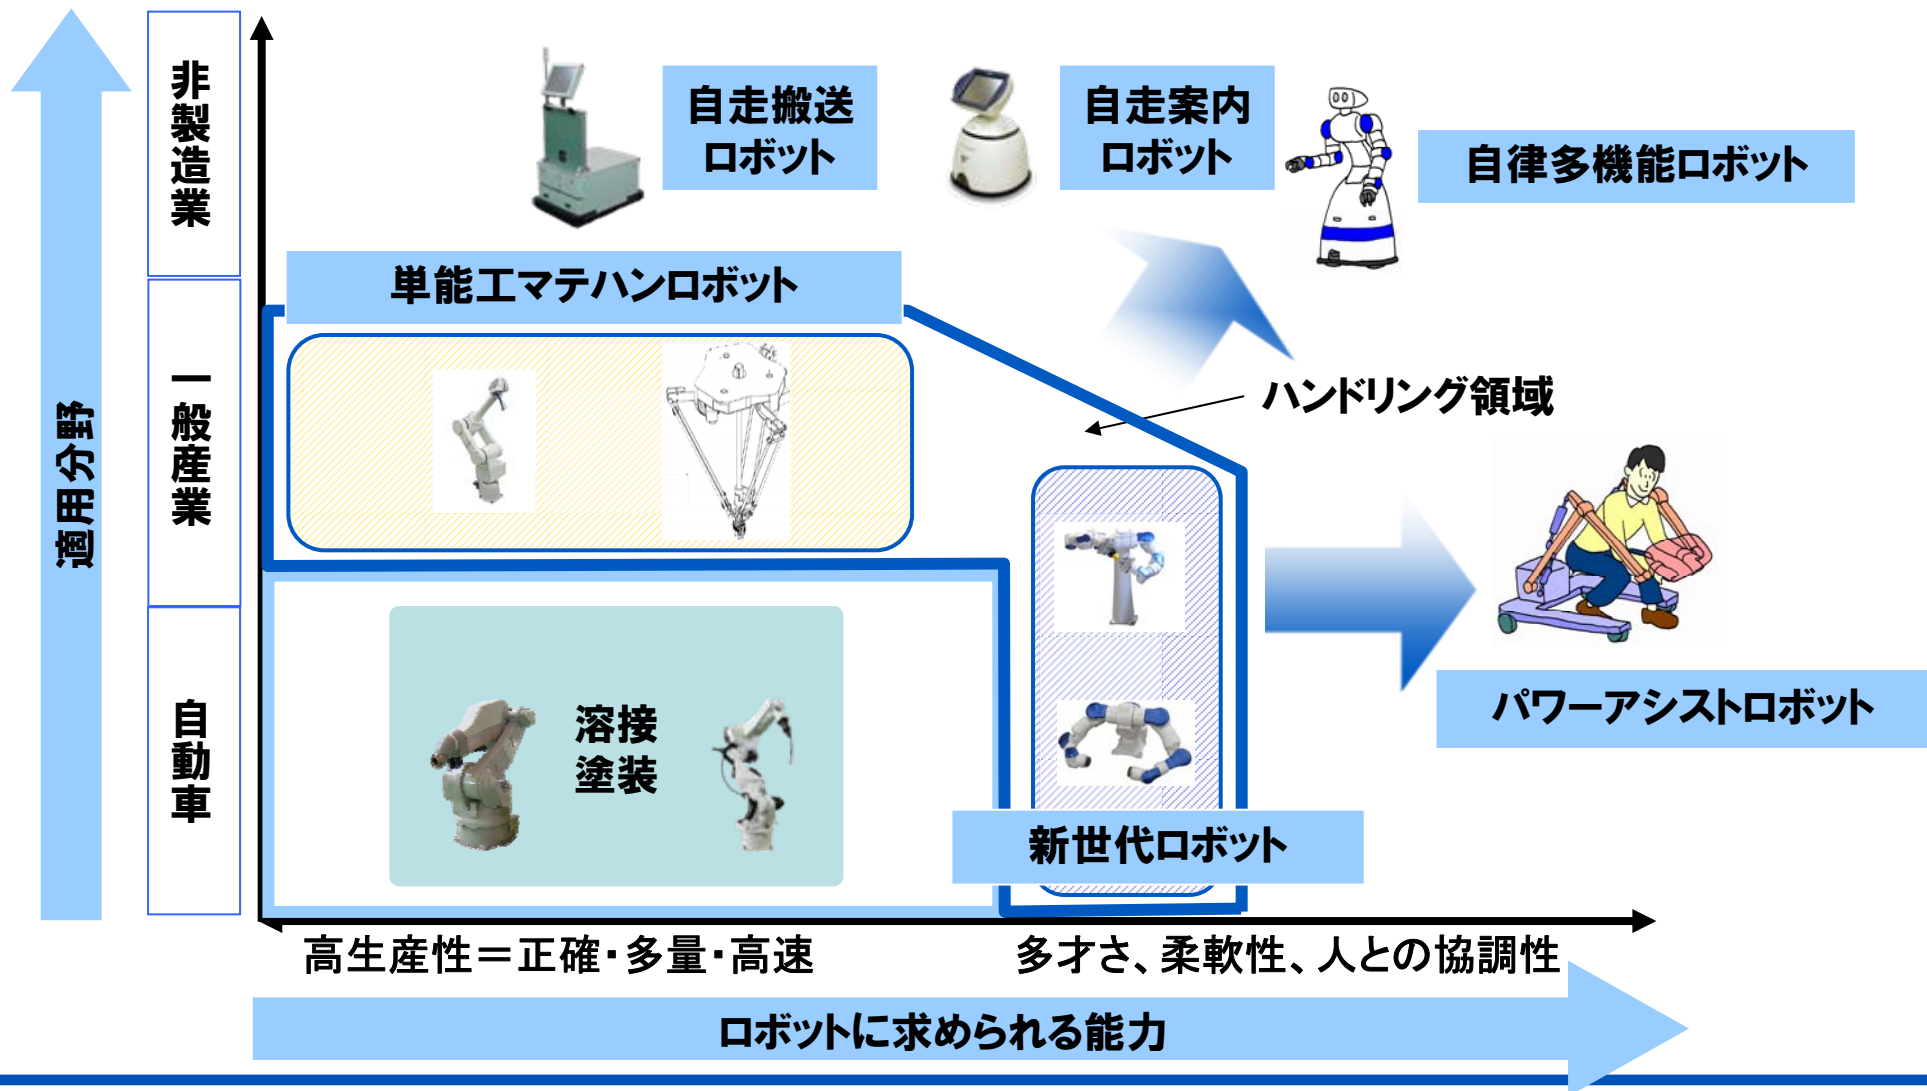 適用分野
非製造業
一般産業
自動車
自走搬送
ロボット
自走案内
ロボット
自律多機能ロボット
単能工マテハンロボット
ハンドリング領域
溶接
塗装
新世代ロボット
パワーアシストロボット
高生産性＝正確・多量・高速
多才さ、柔軟性、人との協調性
ロボットに求められる能力